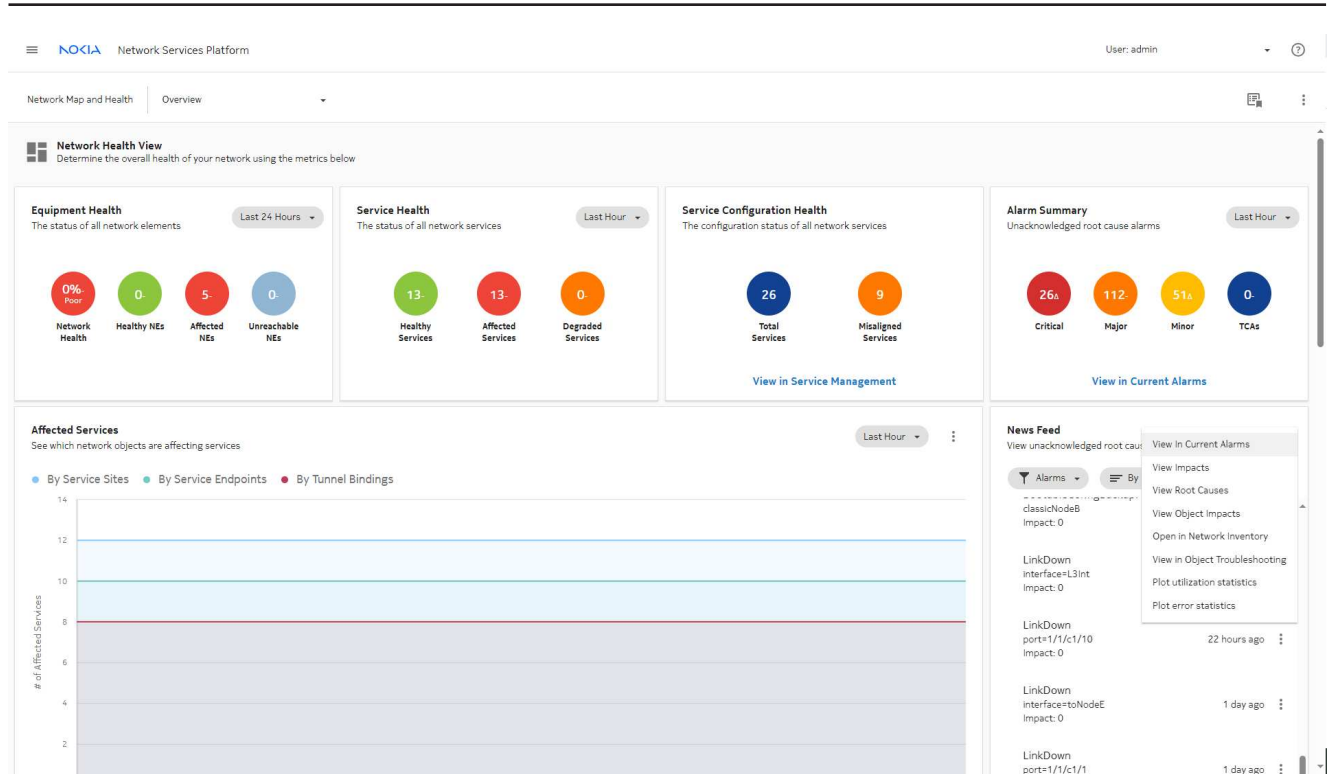 NOKIA Network Services Platform
User: admin
Network Map and Health
Overview
Network Health View
Determine the overall health of your network using the metrics below
Equipment Health
The status of all network elements
Last 24 Hours
0%-
Poor
Network
Health
0-
Healthy NEs
5-
Affected
NEs
0-
Unreachable
NEs
Service Health
The status of all network services
Last Hour
13-
Healthy
Services
13-
Affected
Services
0-
Degraded
Services
Service Configuration Health
The configuration status of all network services
26
Total
Services
9
Misaligned
Services
View in Service Management
Alarm Summary
Unacknowledged root cause alarms
Last Hour
26Δ
Critical
112-
Major
51Δ
Minor
0-
TCAs
View in Current Alarms
Affected Services
See which network objects are affecting services
Last Hour
By Service Sites
By Service Endpoints
By Tunnel Bindings
# of Affected Services
14
12
10
8
6
4
2
News Feed
View unacknowledged root cau
Alarms
By
View In Current Alarms
View Impacts
View Root Causes
View Object Impacts
Open in Network Inventory
View in Object Troubleshooting
Plot utilization statistics
Plot error statistics
classicNodeB
Impact: 0
LinkDown
interface=L3Int
Impact: 0
LinkDown
port=1/1/c1/10
22 hours ago
Impact: 0
LinkDown
interface=toNodeE
1 day ago
Impact: 0
LinkDown
port=1/1/c1/1
1 day ago